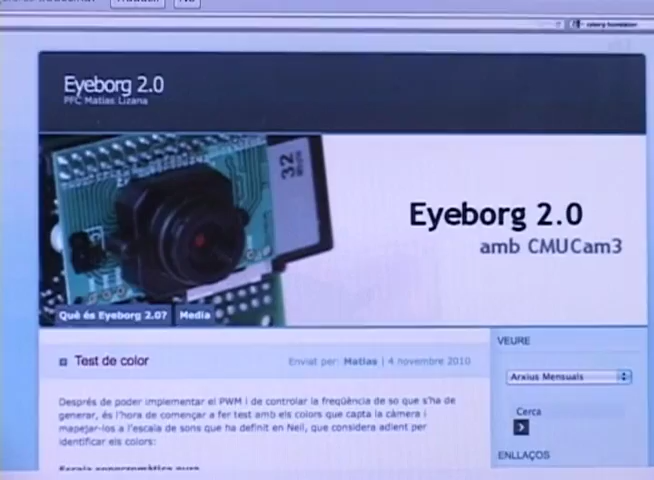 Eyeborg 2.0
PFC Matias Lizana
32
Eyeborg 2.0
amb CMUCam3
Què és Eyeborg 2.0?
Media
Test de color
Enviat per: Matias | 4 novembre 2010
Després de poder implementar el PWM i de controlar la freqüència de so que s'ha de
generar, és l'hora de començar a fer test amb els colors que capta la càmera i
mapejar-los a l'escala de sons que ha definit en Neil, que considera adient per
identificar els colors:
VEURE
Arxius Mensuals
Cerca
ENLLAÇOS